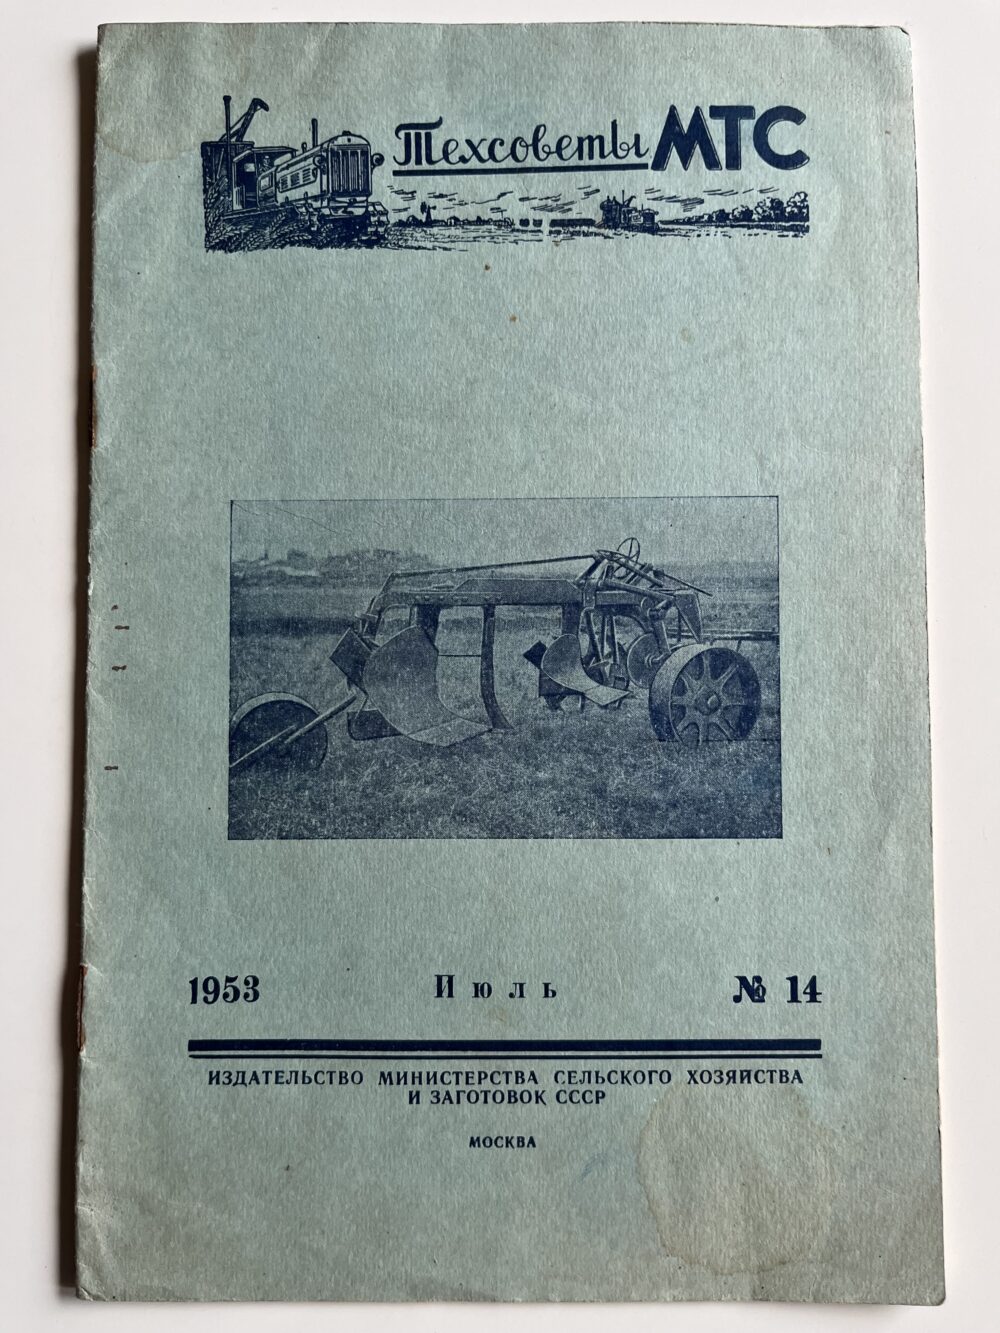 Техсоветы МТС
1953 Июль № 14
ИЗДАТЕЛЬСТВО МИНИСТЕРСТВА СЕЛЬСКОГО ХОЗЯЙСТВА
И ЗАГОТОВОК СССР
МОСКВА